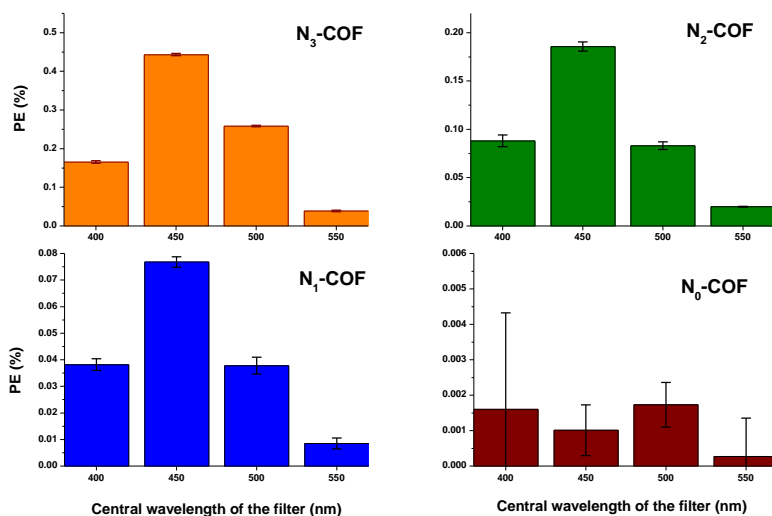 N3-COF
PE (%)
0.5
0.4
0.3
0.2
0.1
0.0
400 450 500 550
N2-COF
0.20
0.15
0.10
0.05
0.00
400 450 500 550
N1-COF
PE (%)
0.08
0.07
0.06
0.05
0.04
0.03
0.02
0.01
0.00
400 450 500 550
Central wavelength of the filter (nm)
N0-COF
0.006
0.005
0.004
0.003
0.002
0.001
0.000
400 450 500 550
Central wavelength of the filter (nm)